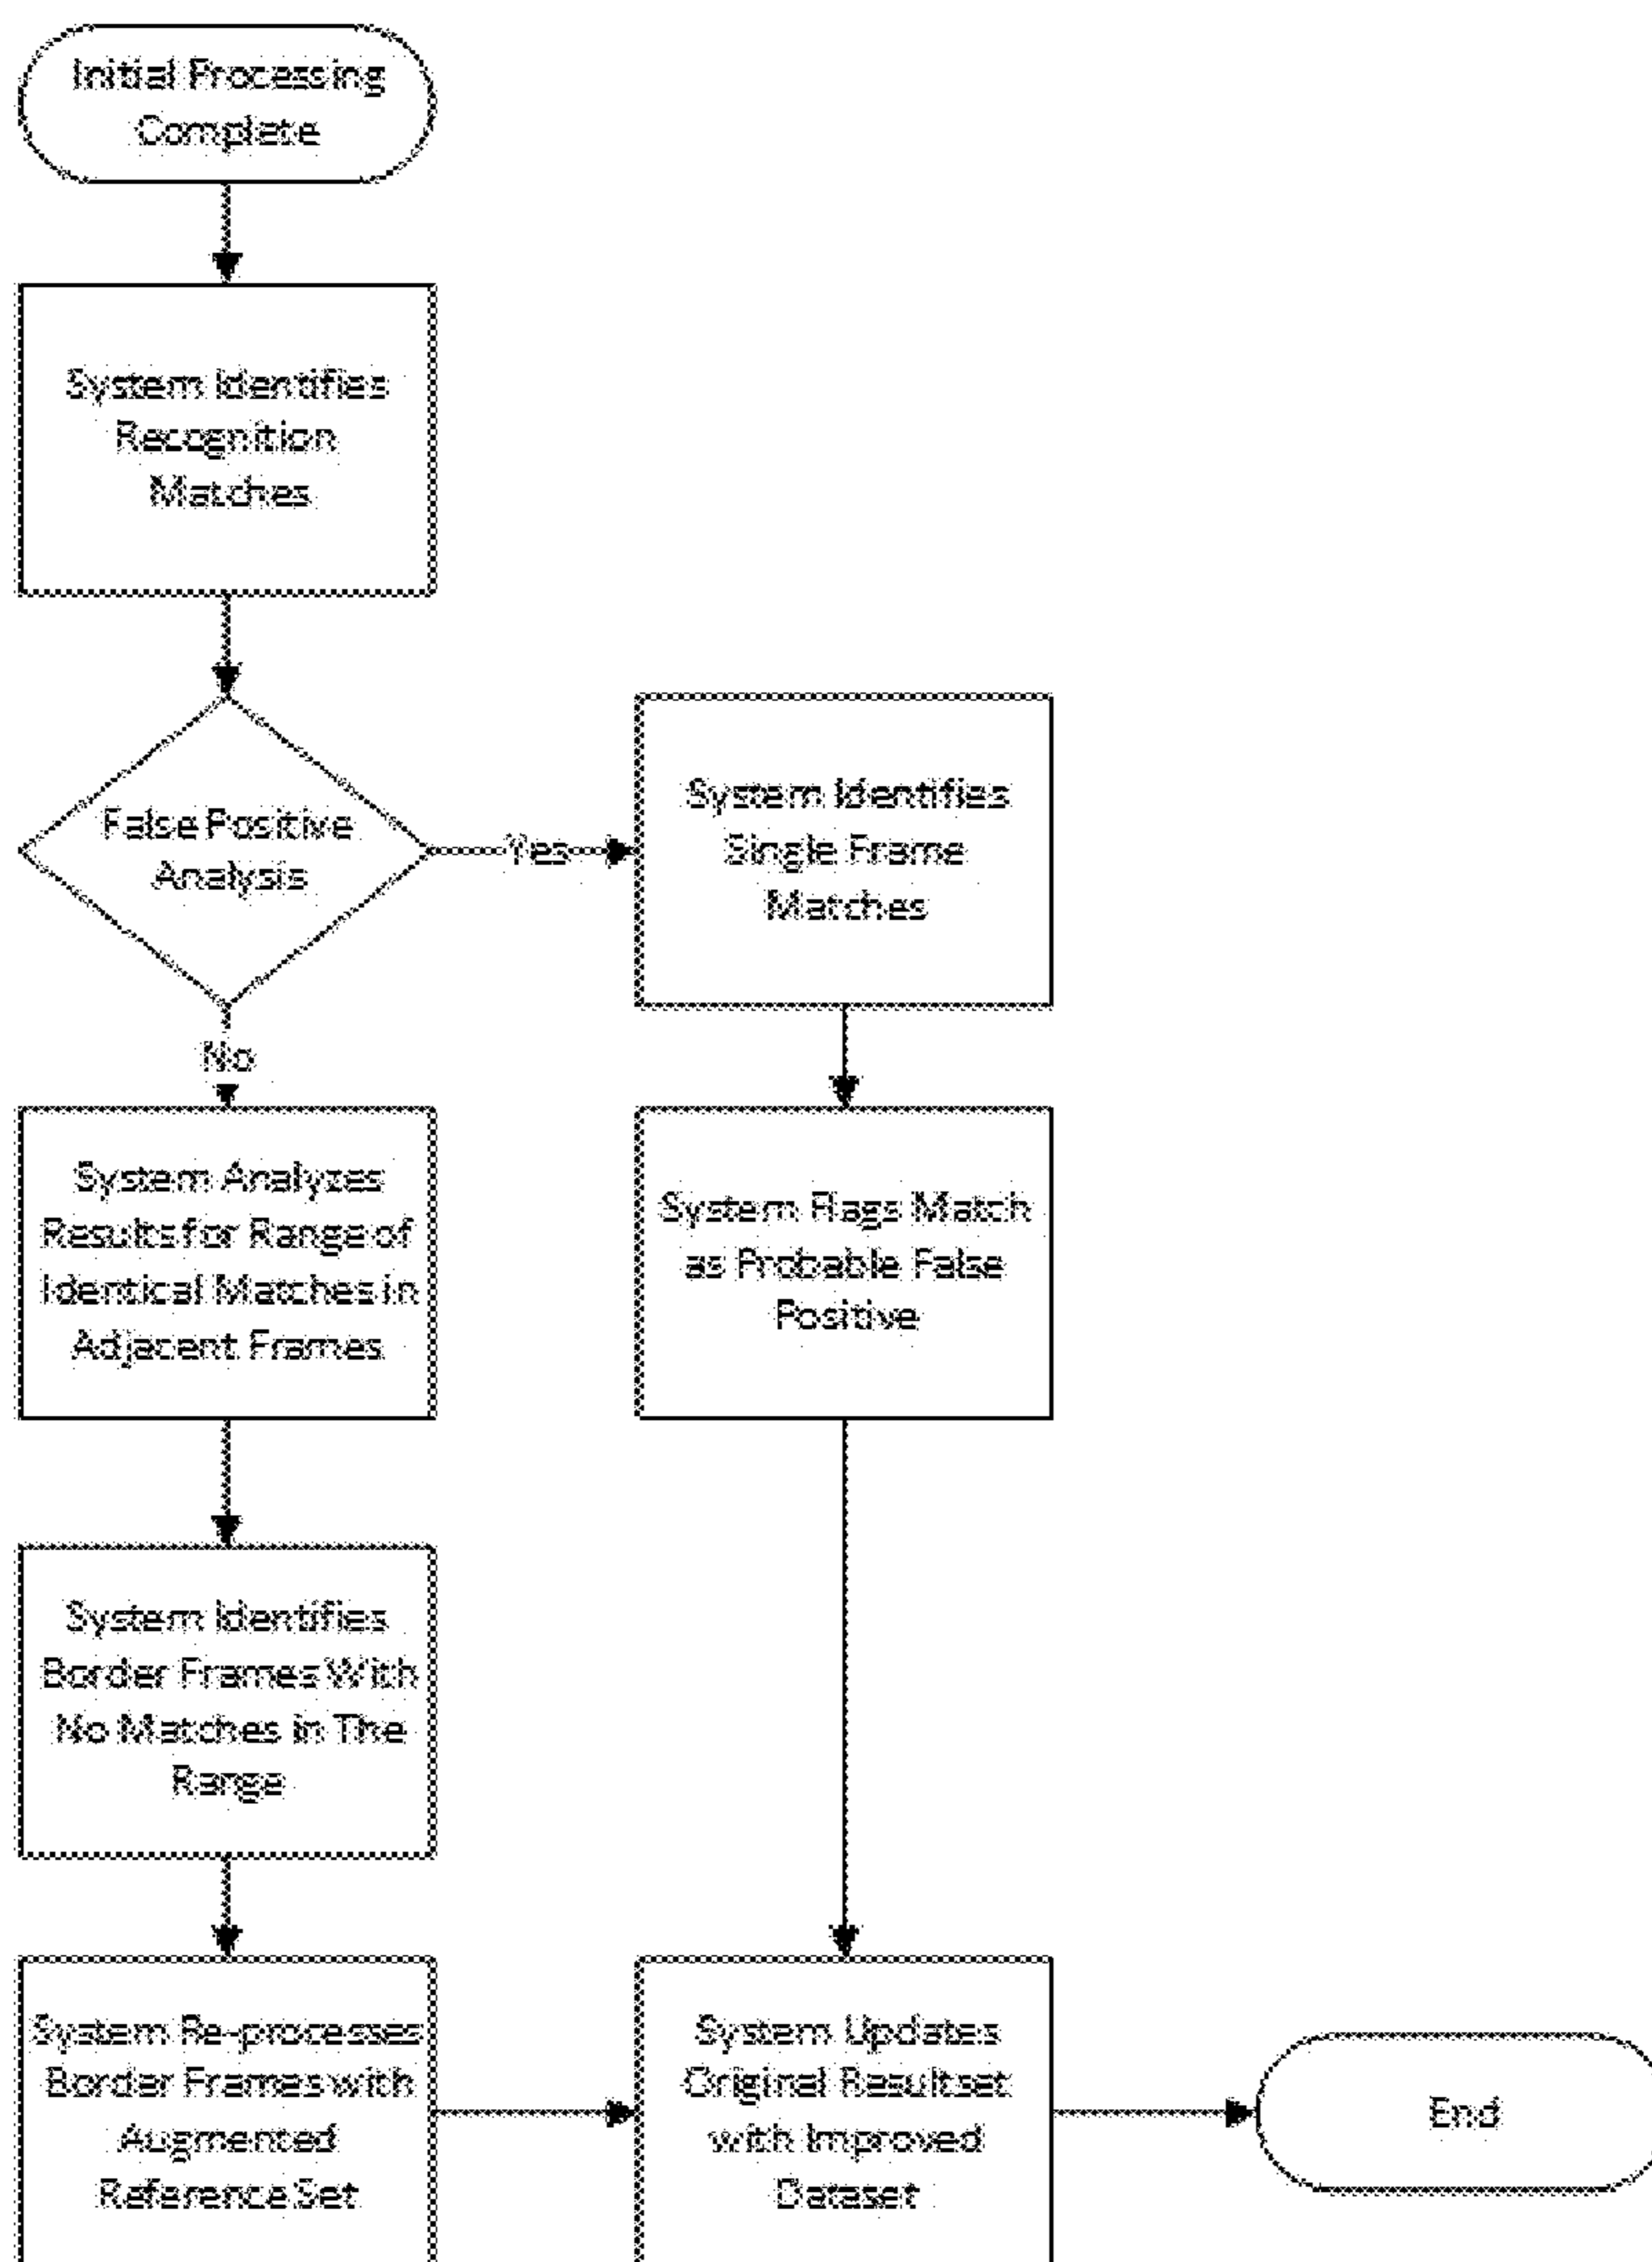 Initial Processing
Complete
System Identifies
Recognition
Matches
False Positive
Analysis
Yes
System Identifies
Single Frame
Matches
No
System Analyzes
Results for Range of
Identical Matches in
Adjacent Frames
System Flags Match
as Probable False
Positive
System Identifies
Border Frames With
No Matches in The
Range
System Re-processes
Border Frames with
Augmented
Reference Set
System Updates
Original Resultset
with Improved
Dataset
End